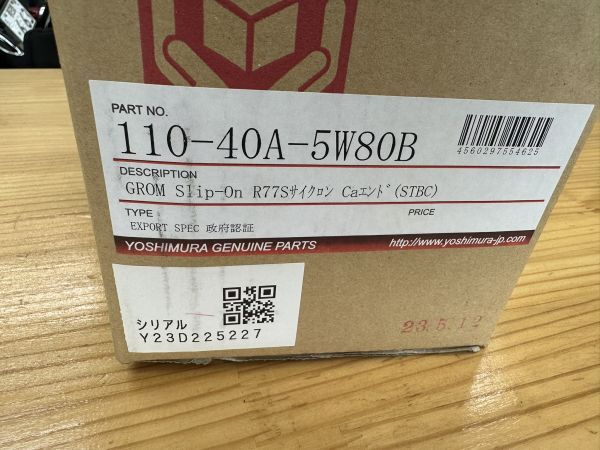 PART NO.
110-40A-5W80B
4560297554625
DESCRIPTION
GROM Slip-On R77Sｻｲｸﾛﾝ Caｴﾝﾄﾞ(STBC)
TYPE
PRICE
EXPORT SPEC 政府認証
YOSHIMURA GENUINE PARTS
http://www.yoshimura-jp.com
シリアル
Y23D225227
23.5.12